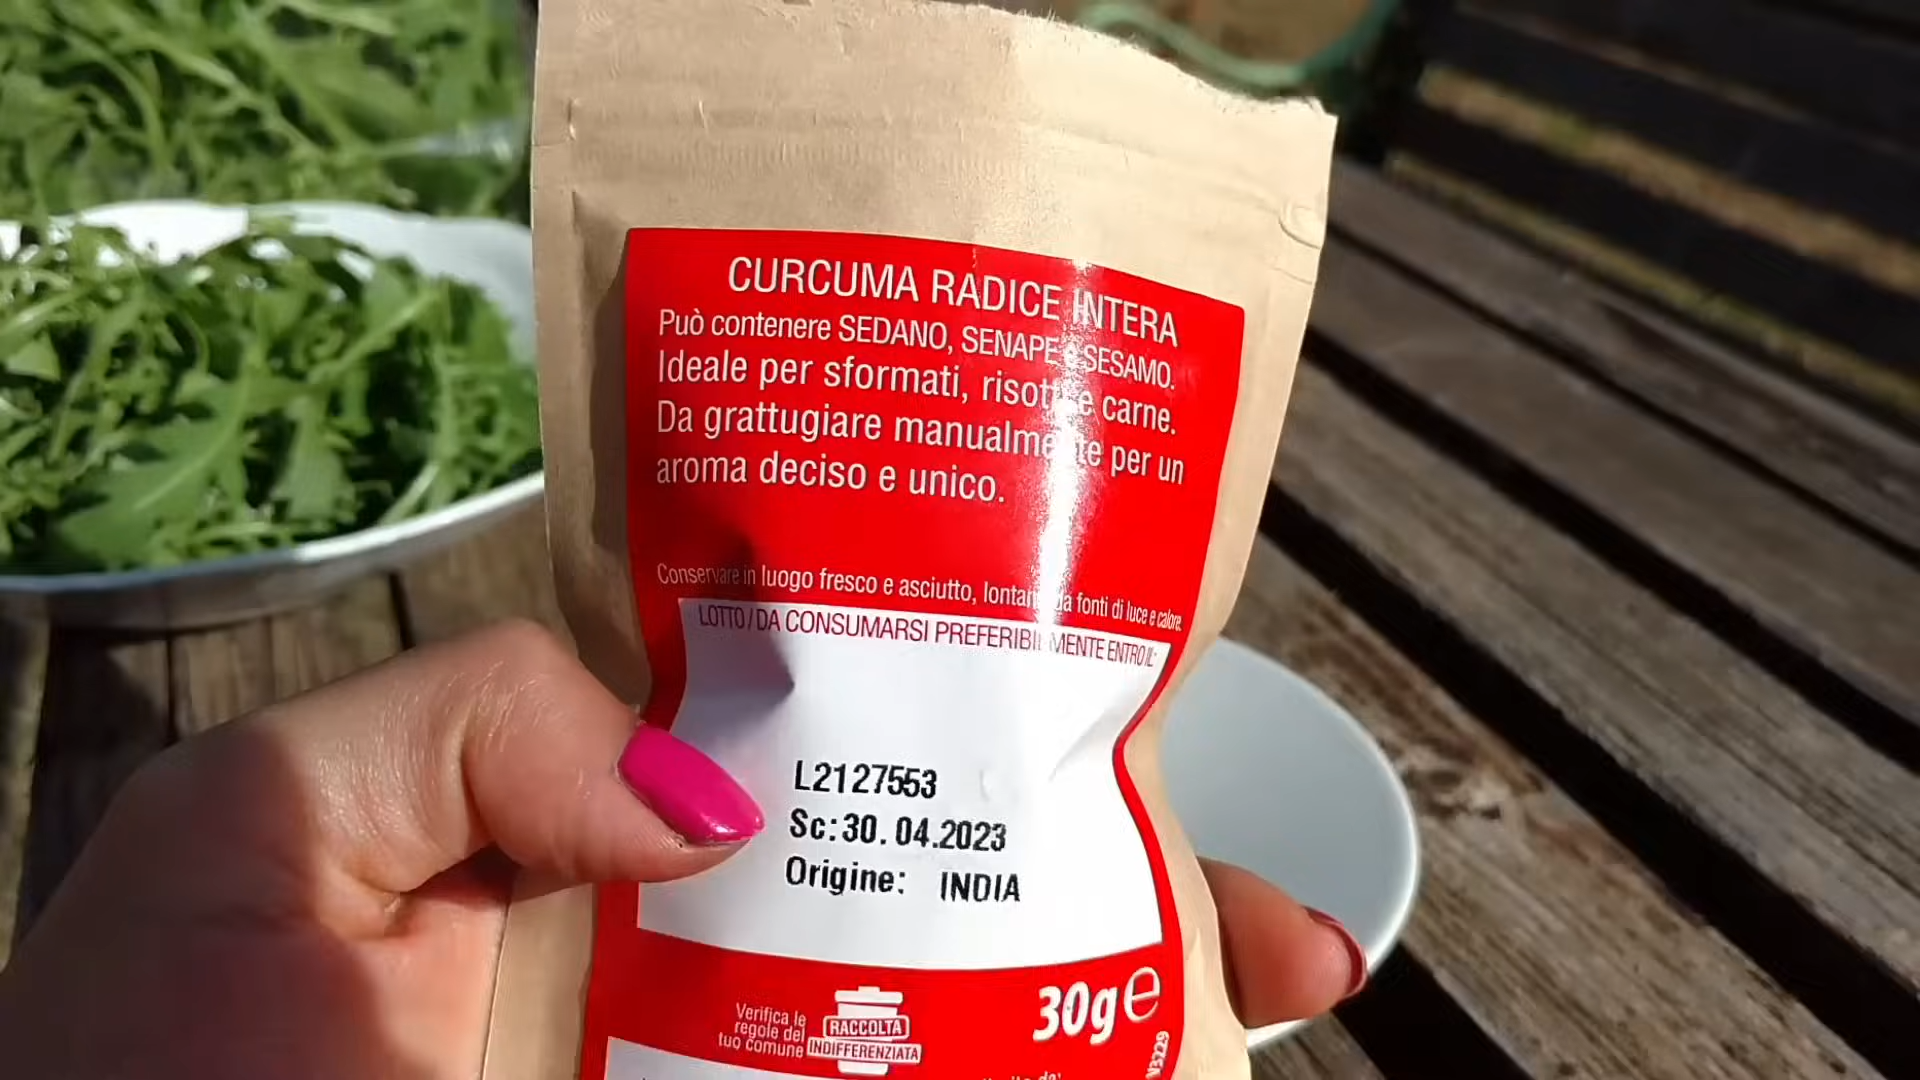 CURCUMA RADICE INTERA
Può contenere SEDANO, SENAPE e SESAMO.
Ideale per sformati, risotti e carne.
Da grattugiare manualmente per un
aroma deciso e unico.
Conservare in luogo fresco e asciutto, lontano da fonti di luce e calore.
LOTTO / DA CONSUMARSI PREFERIBILMENTE ENTRO IL:
L2127553
Sc:30.04.2023
Origine: INDIA
Verifica le
regole del
tuo comune
RACCOLTA
INDIFFERENZIATA
30g e
V3229